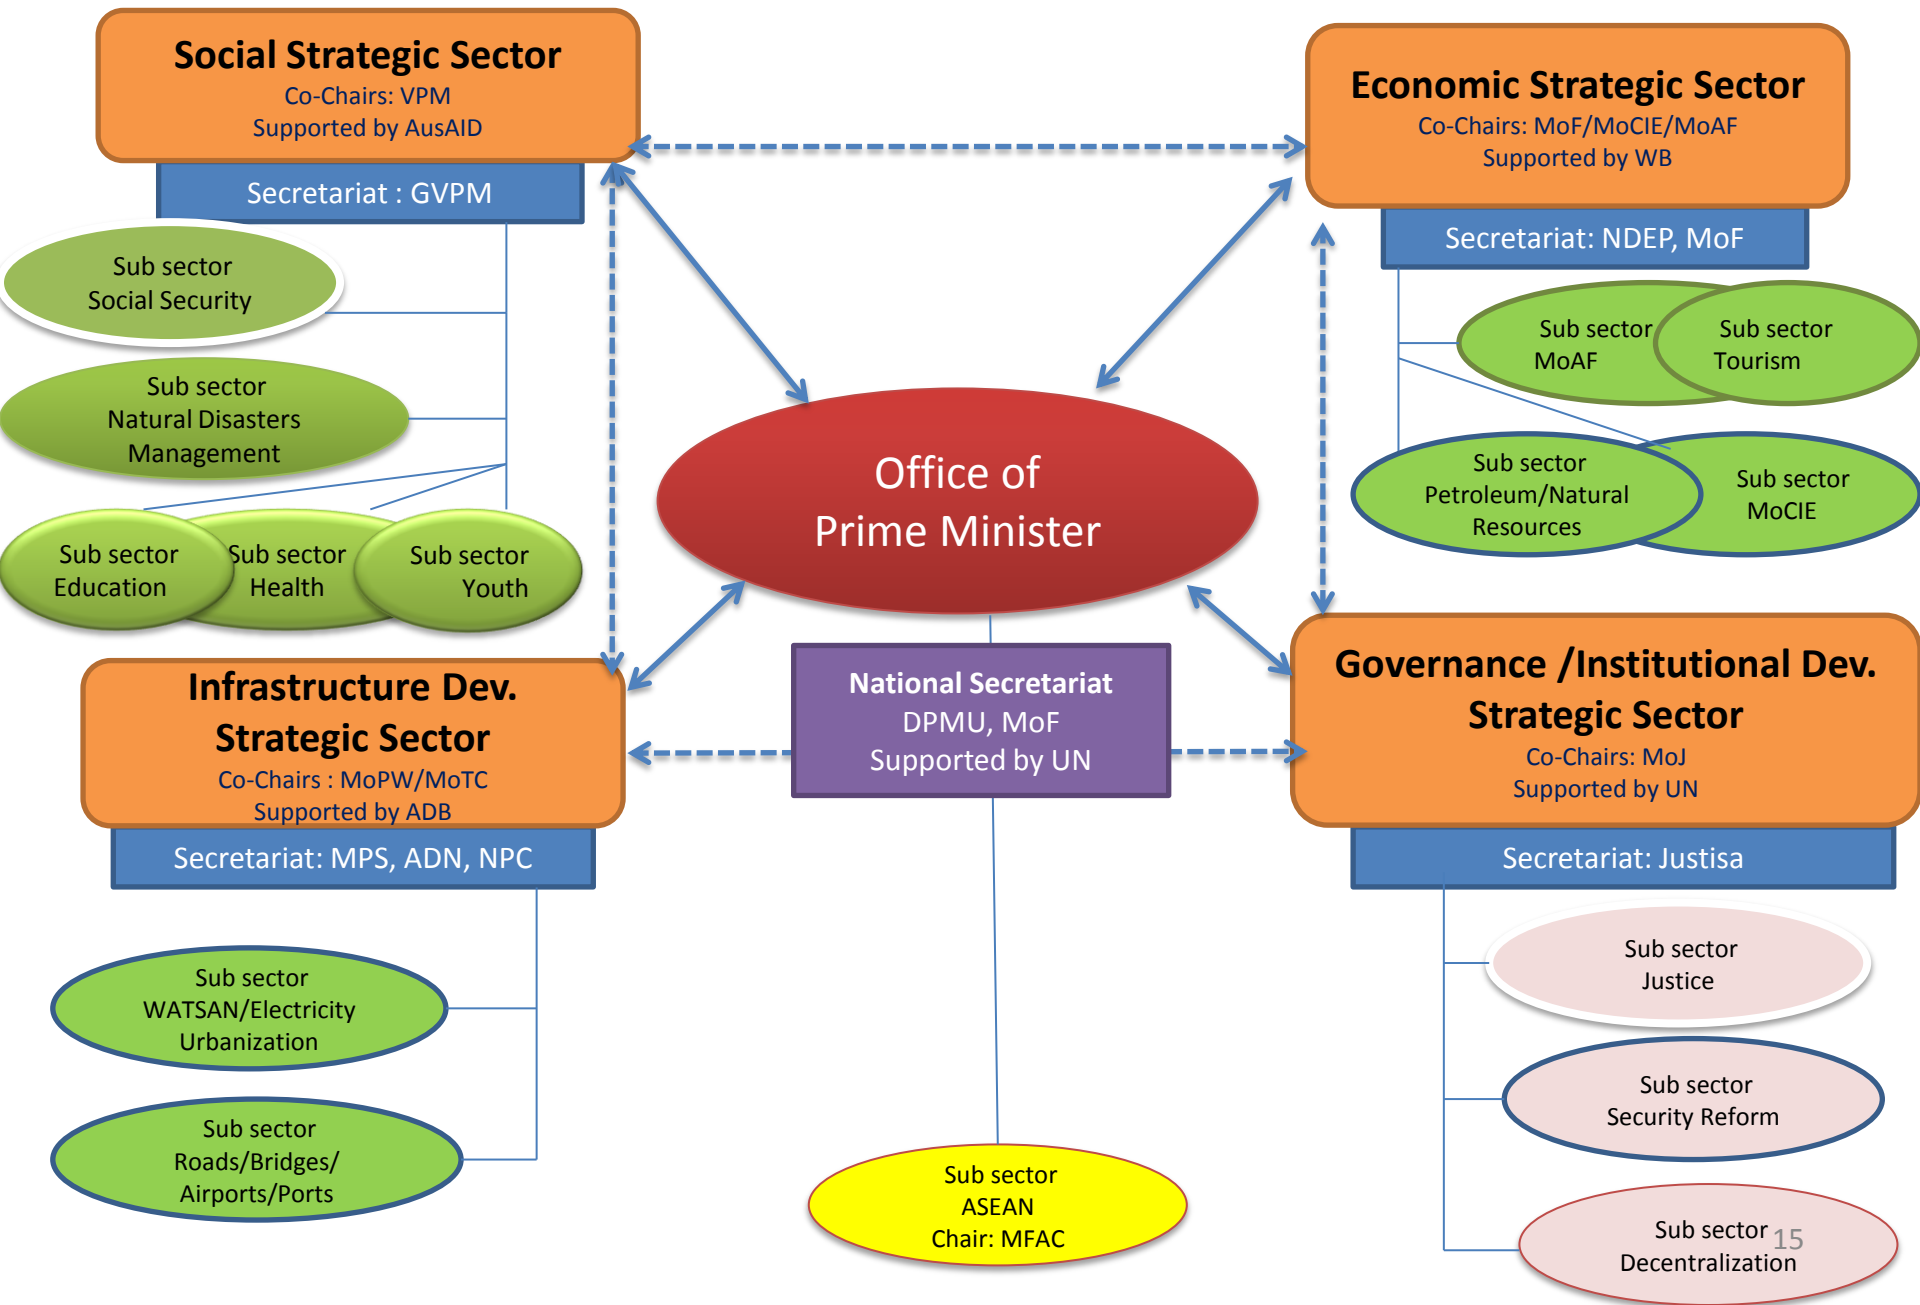 Social Strategic Sector
Co-Chairs: VPM
Supported by AusAID
Secretariat : GVPM
Sub sector
Social Security
Sub sector
Natural Disasters
Management
Sub sector
Education
Sub sector
Health
Sub sector
Youth
Economic Strategic Sector
Co-Chairs: MoF/MoCIE/MoAF
Supported by WB
Secretariat: NDEP, MoF
Sub sector
MoAF
Sub sector
Tourism
Sub sector
Petroleum/Natural
Resources
Sub sector
MoCIE
Office of
Prime Minister
National Secretariat
DPMU, MoF
Supported by UN
Infrastructure Dev.
Strategic Sector
Co-Chairs : MoPW/MoTC
Supported by ADB
Secretariat: MPS, ADN, NPC
Sub sector
WATSAN/Electricity
Urbanization
Sub sector
Roads/Bridges/
Airports/Ports
Sub sector
ASEAN
Chair: MFAC
Governance /Institutional Dev.
Strategic Sector
Co-Chairs: MoJ
Supported by UN
Secretariat: Justisa
Sub sector
Justice
Sub sector
Security Reform
Sub sector
Decentralization
15